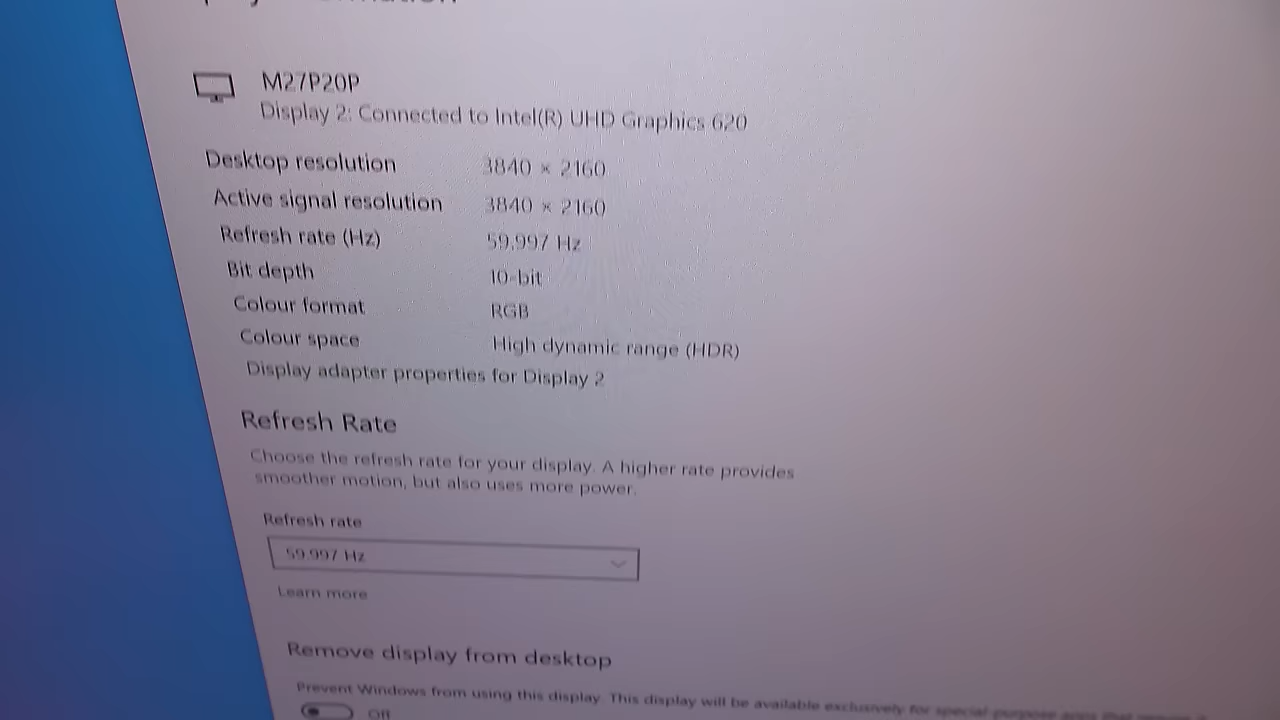 M27P20P
Display 2: Connected to Intel(R) UHD Graphics 620
Desktop resolution 3840 × 2160
Active signal resolution 3840 × 2160
Refresh rate (Hz) 59.997 Hz
Bit depth 10-bit
Colour format RGB
Colour space High dynamic range (HDR)
Display adapter properties for Display 2
Refresh Rate
Choose the refresh rate for your display. A higher rate provides
smoother motion, but also uses more power.
Refresh rate
59.997 Hz
Learn more
Remove display from desktop
Prevent Windows from using this display. This display will be available exclusively for special-purpose apps that
Off